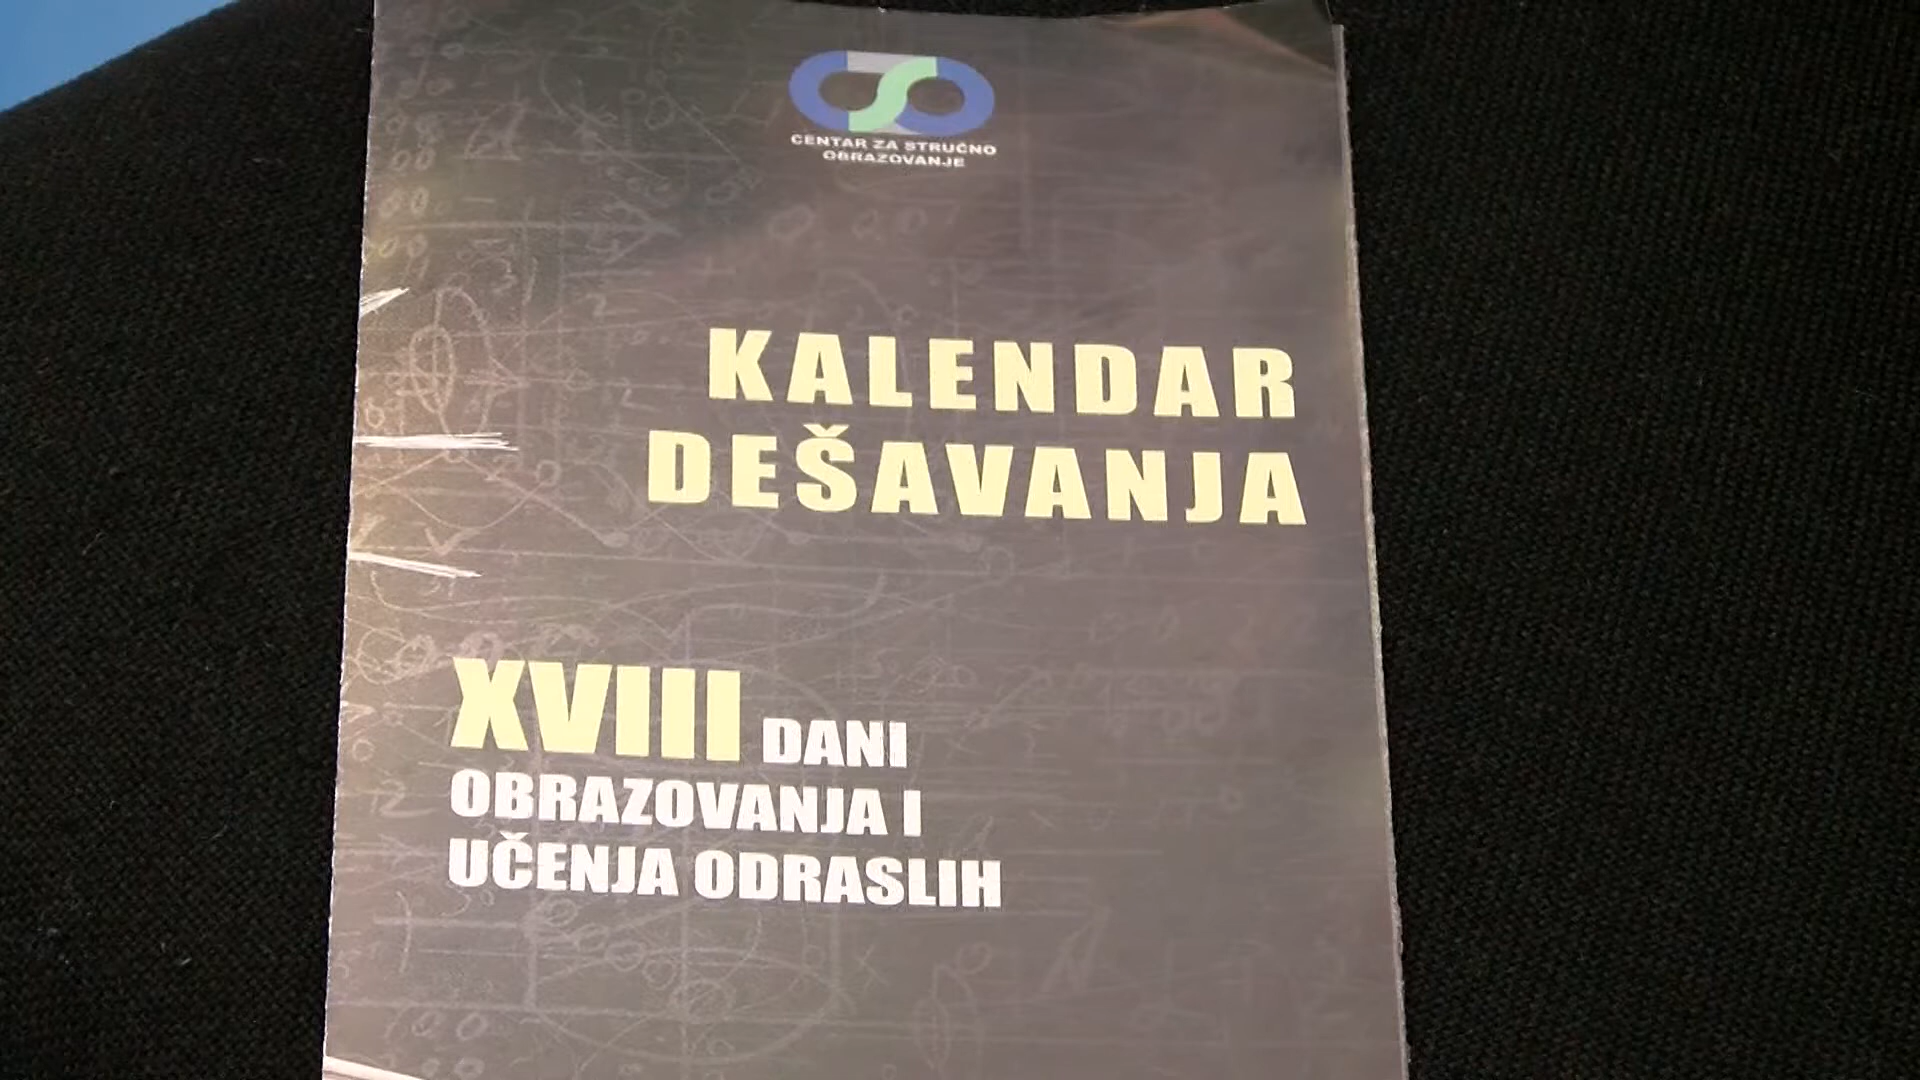 CENTAR ZA STRUČNO
OBRAZOVANJE
KALENDAR
DEŠAVANJA
XVIII DANI
OBRAZOVANJA I
UČENJA ODRASLIH